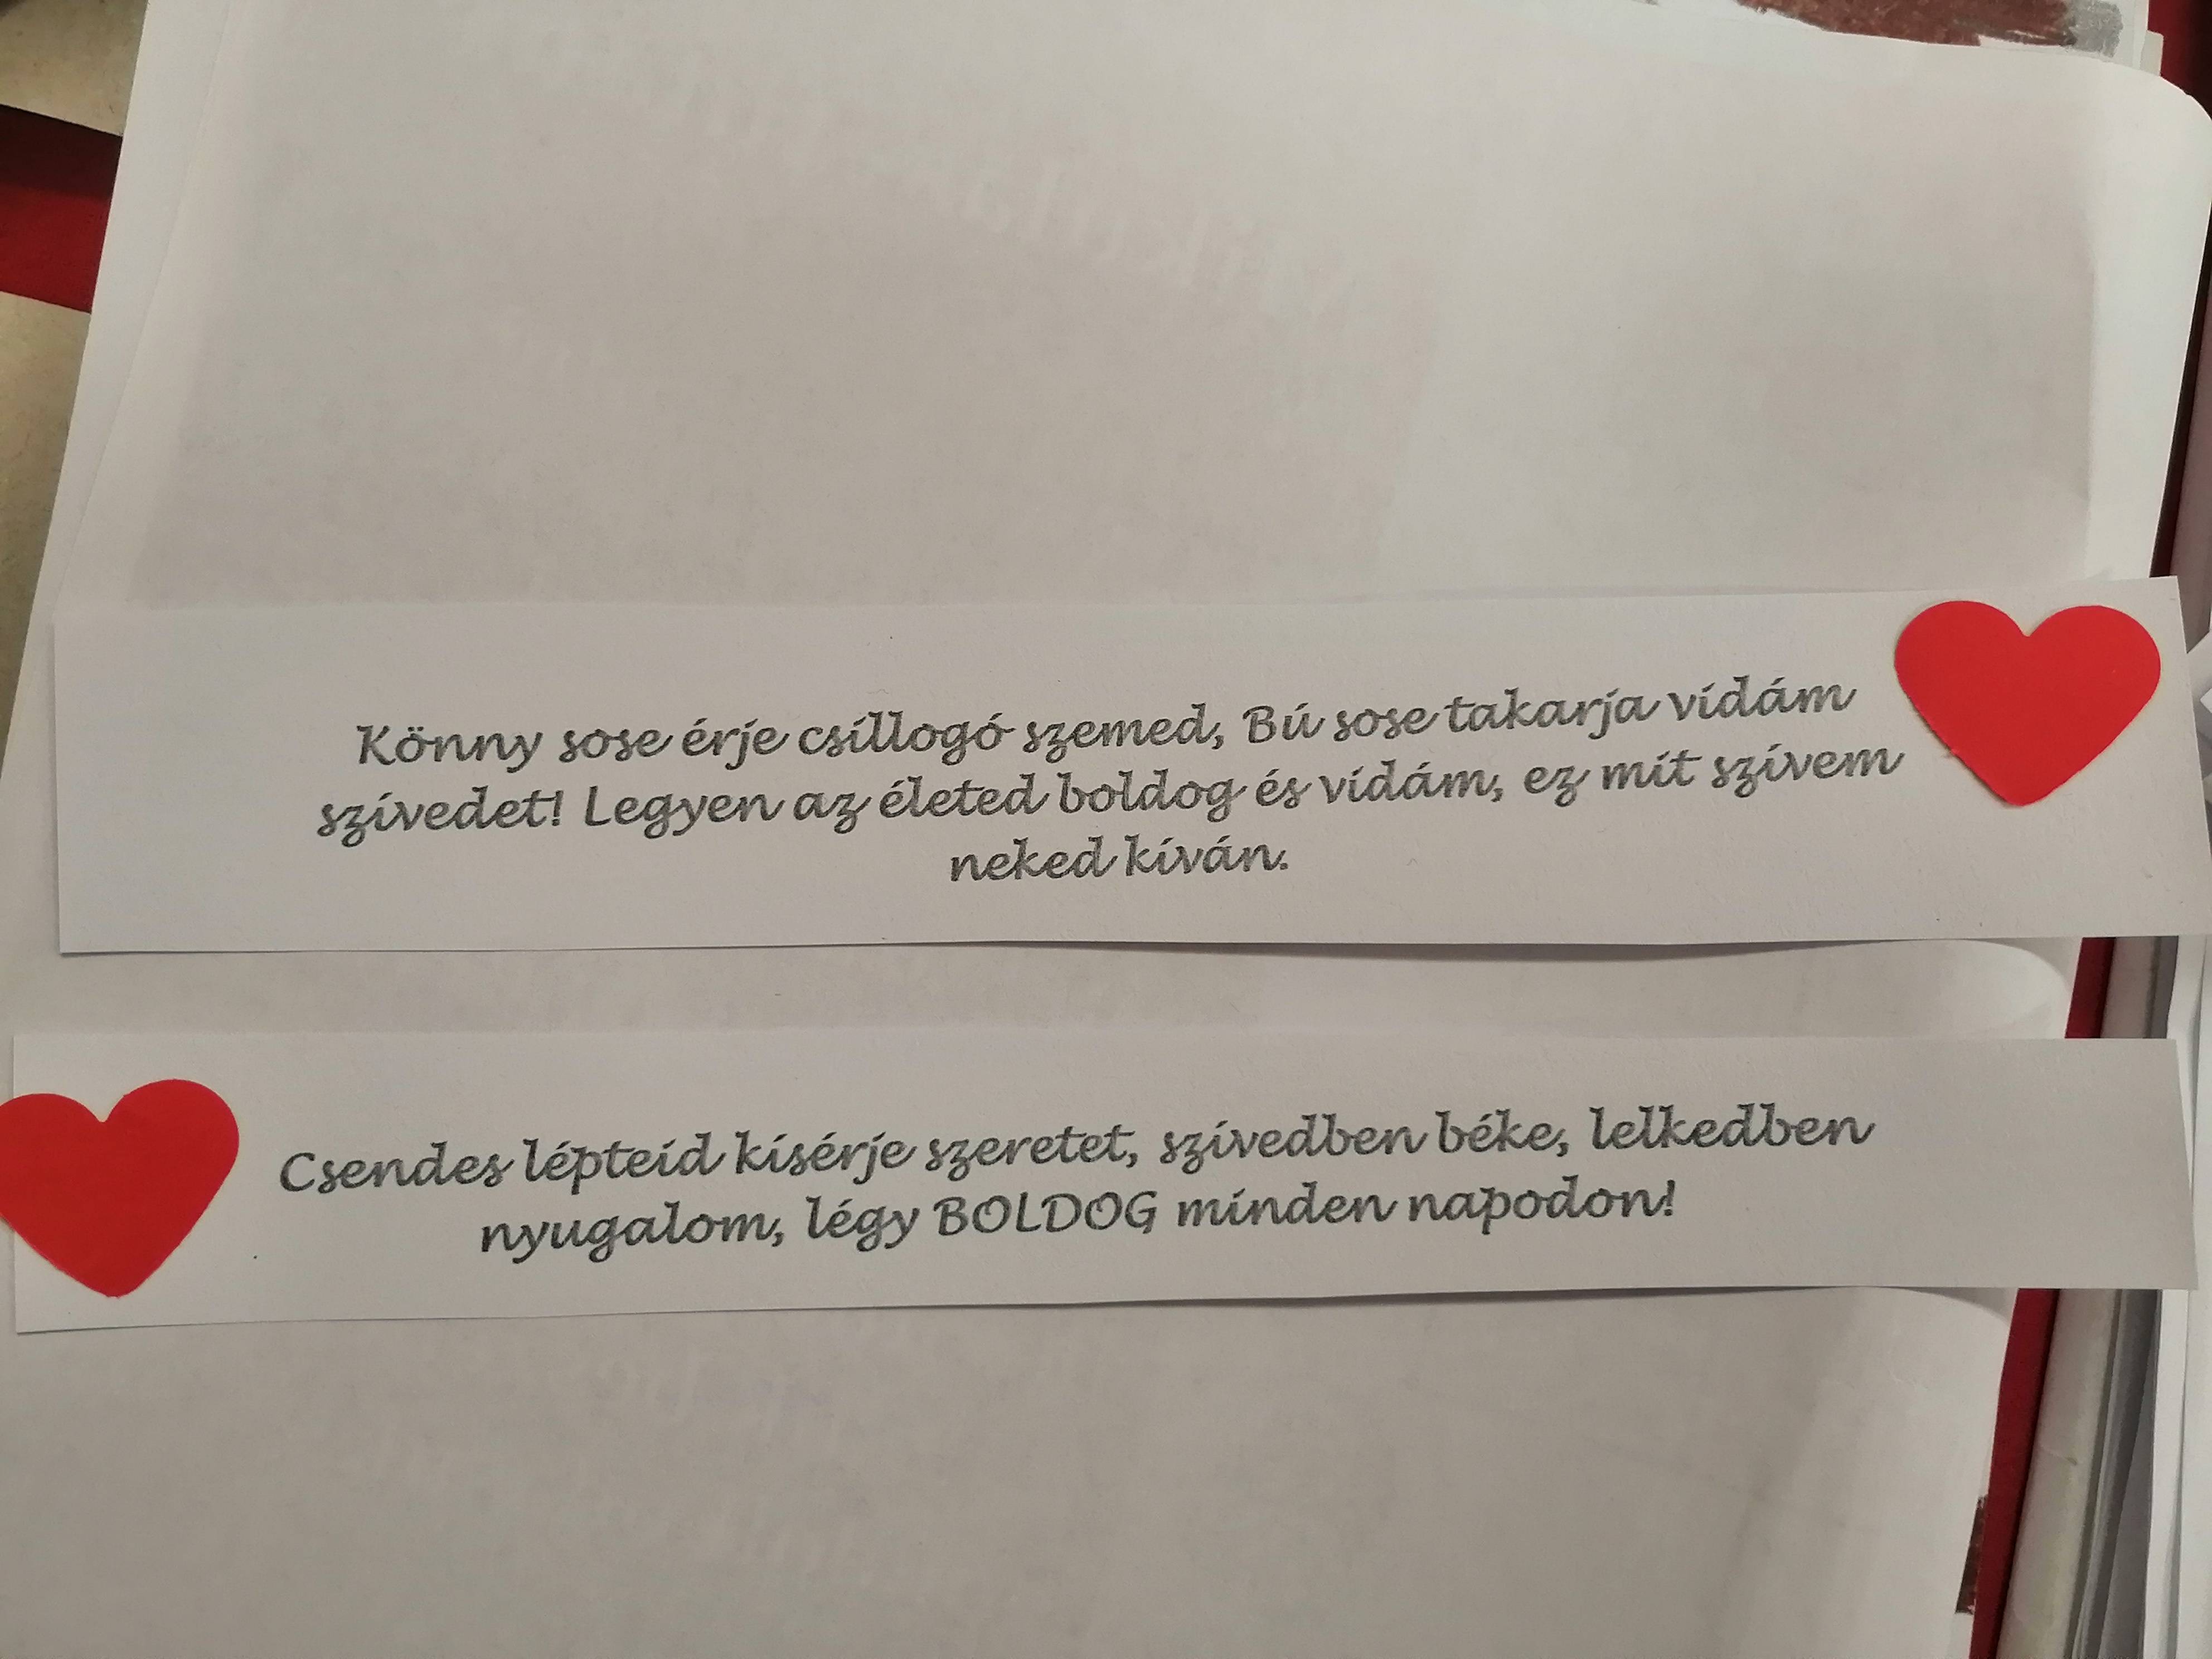 Könny sose érje csillogó szemed, Bú sose takarja vidám
szívedet! Legyen az életed boldog és vidám, ez mit szívem
neked kíván.
Csendes lépteid kísérje szeretet, szívedben béke, lelkedben
nyugalom, légy BOLDOG minden napodon!